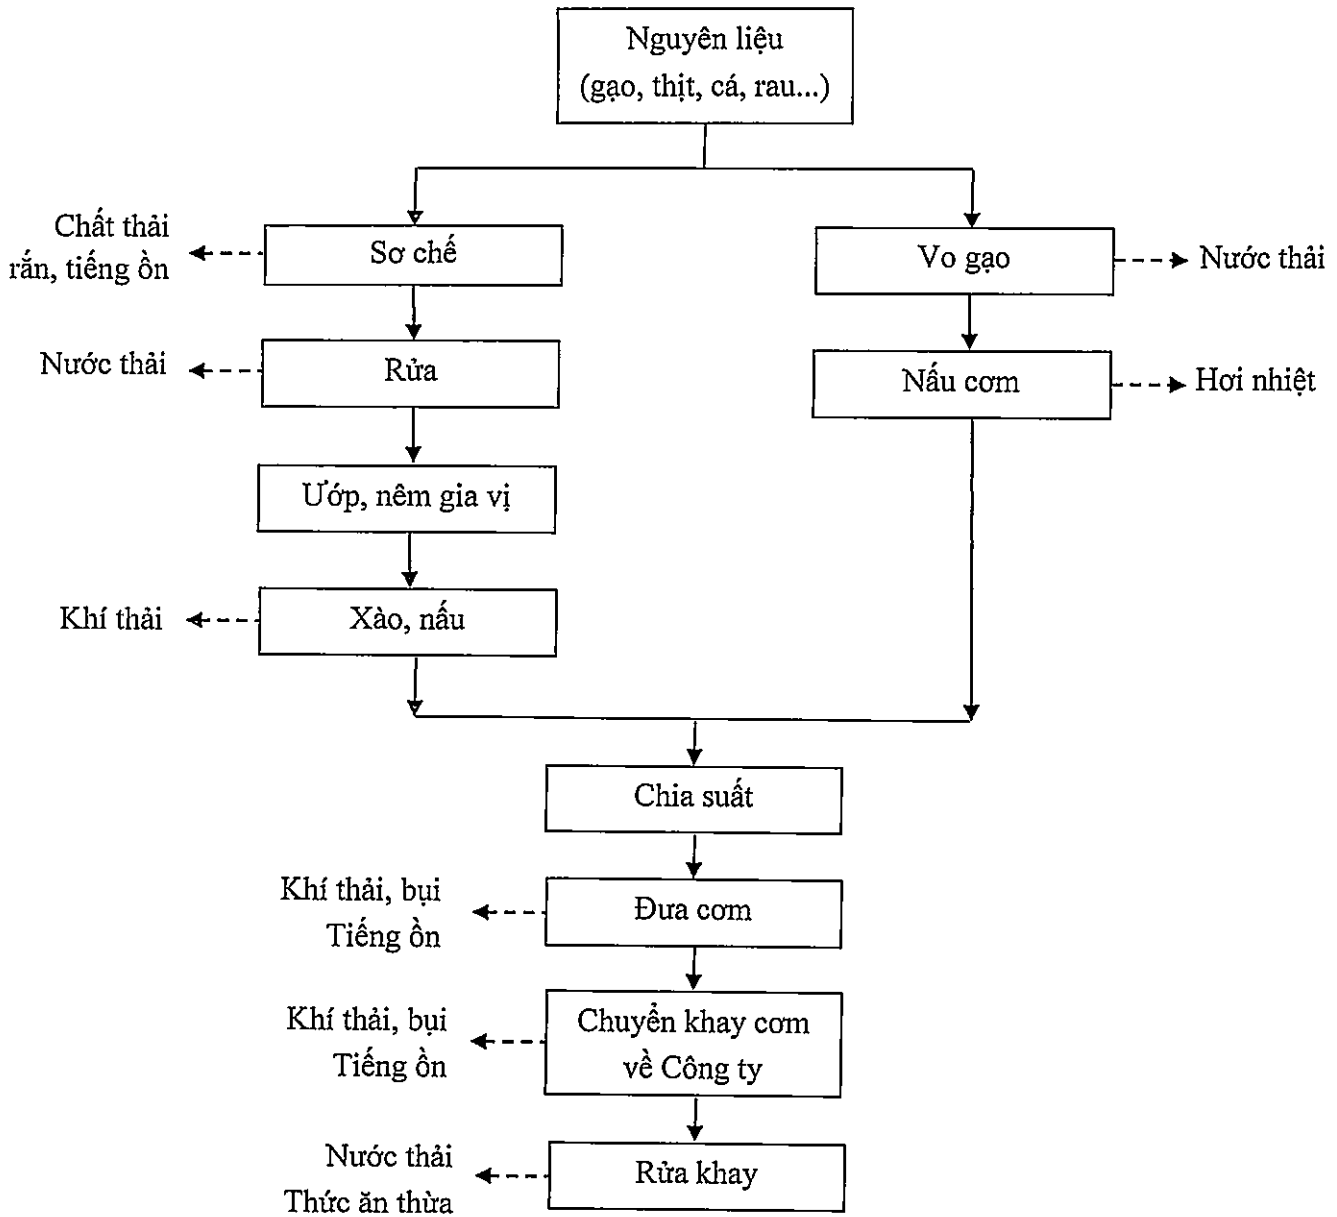 Nguyên liệu
(gạo, thịt, cá, rau...)
Chất thải
rắn, tiếng ồn
Sơ chế
Vo gạo
Nước thải
Nước thải
Rửa
Nấu cơm
Hơi nhiệt
Ướp, nêm gia vị
Khí thải
Xào, nấu
Chia suất
Khí thải, bụi
Tiếng ồn
Đưa cơm
Khí thải, bụi
Tiếng ồn
Chuyển khay cơm
về Công ty
Nước thải
Thức ăn thừa
Rửa khay